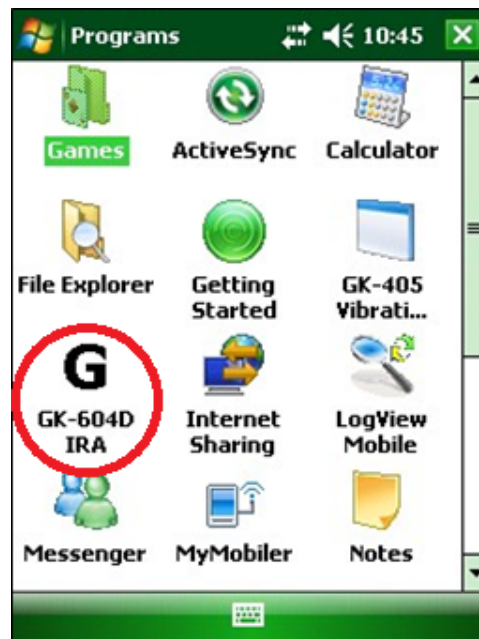 Programs 10:45
Games ActiveSync Calculator
File Explorer Getting Started GK-405 Vibrati...
G
GK-604D IRA Internet Sharing LogView Mobile
Messenger MyMobiler Notes